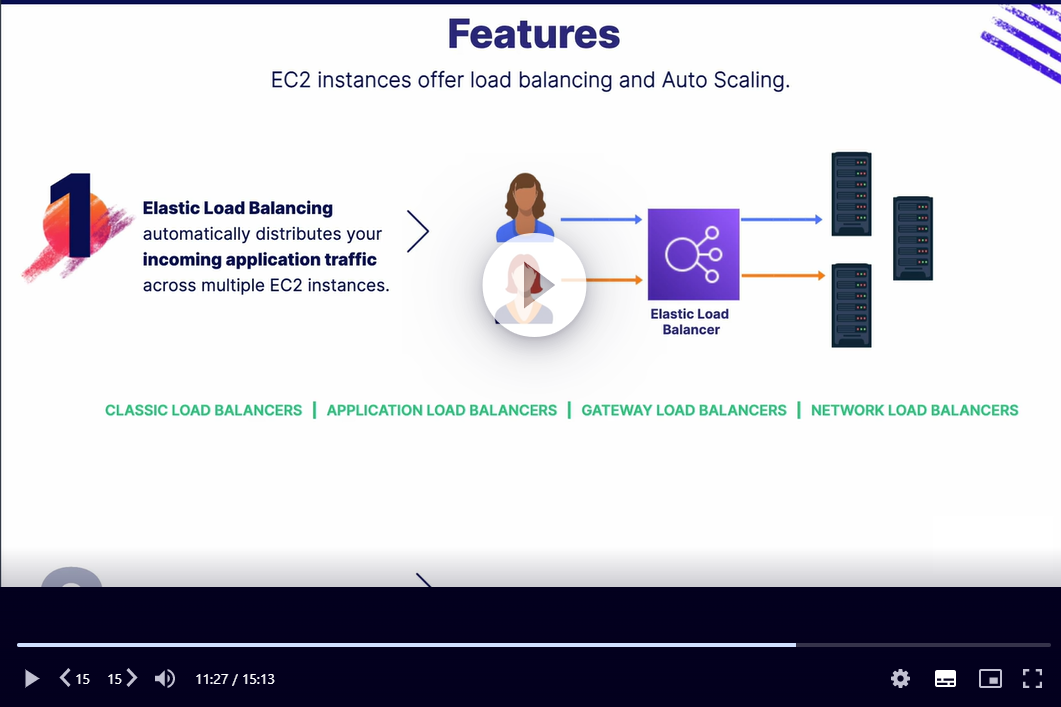 Features
EC2 instances offer load balancing and Auto Scaling.
1
Elastic Load Balancing
automatically distributes your
incoming application traffic
across multiple EC2 instances.
Elastic Load
Balancer
CLASSIC LOAD BALANCERS | APPLICATION LOAD BALANCERS | GATEWAY LOAD BALANCERS | NETWORK LOAD BALANCERS
15 15 11:27 / 15:13